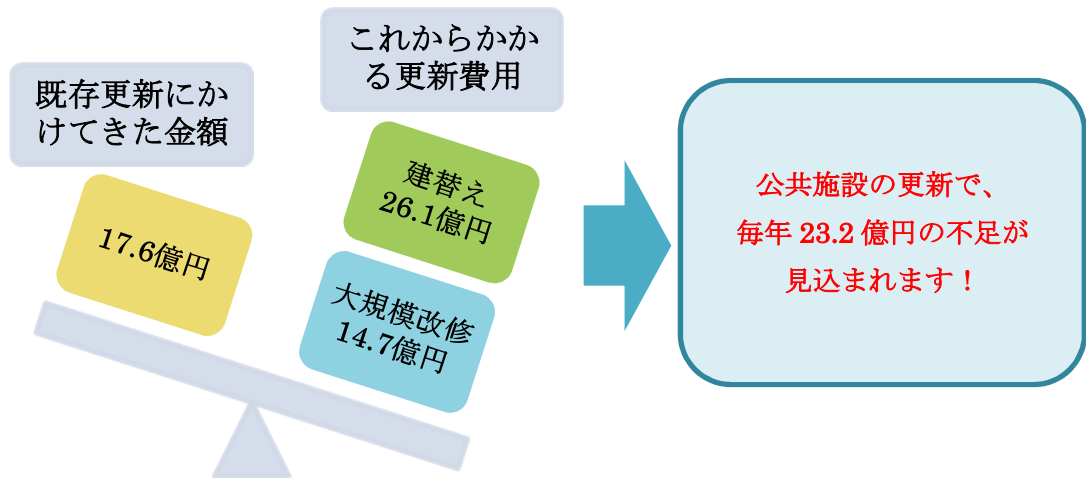 既存更新にか
けてきた金額
17.6億円
これからかか
る更新費用
建替え
26.1億円
大規模改修
14.7億円
公共施設の更新で、
毎年 23.2 億円の不足が
見込まれます！